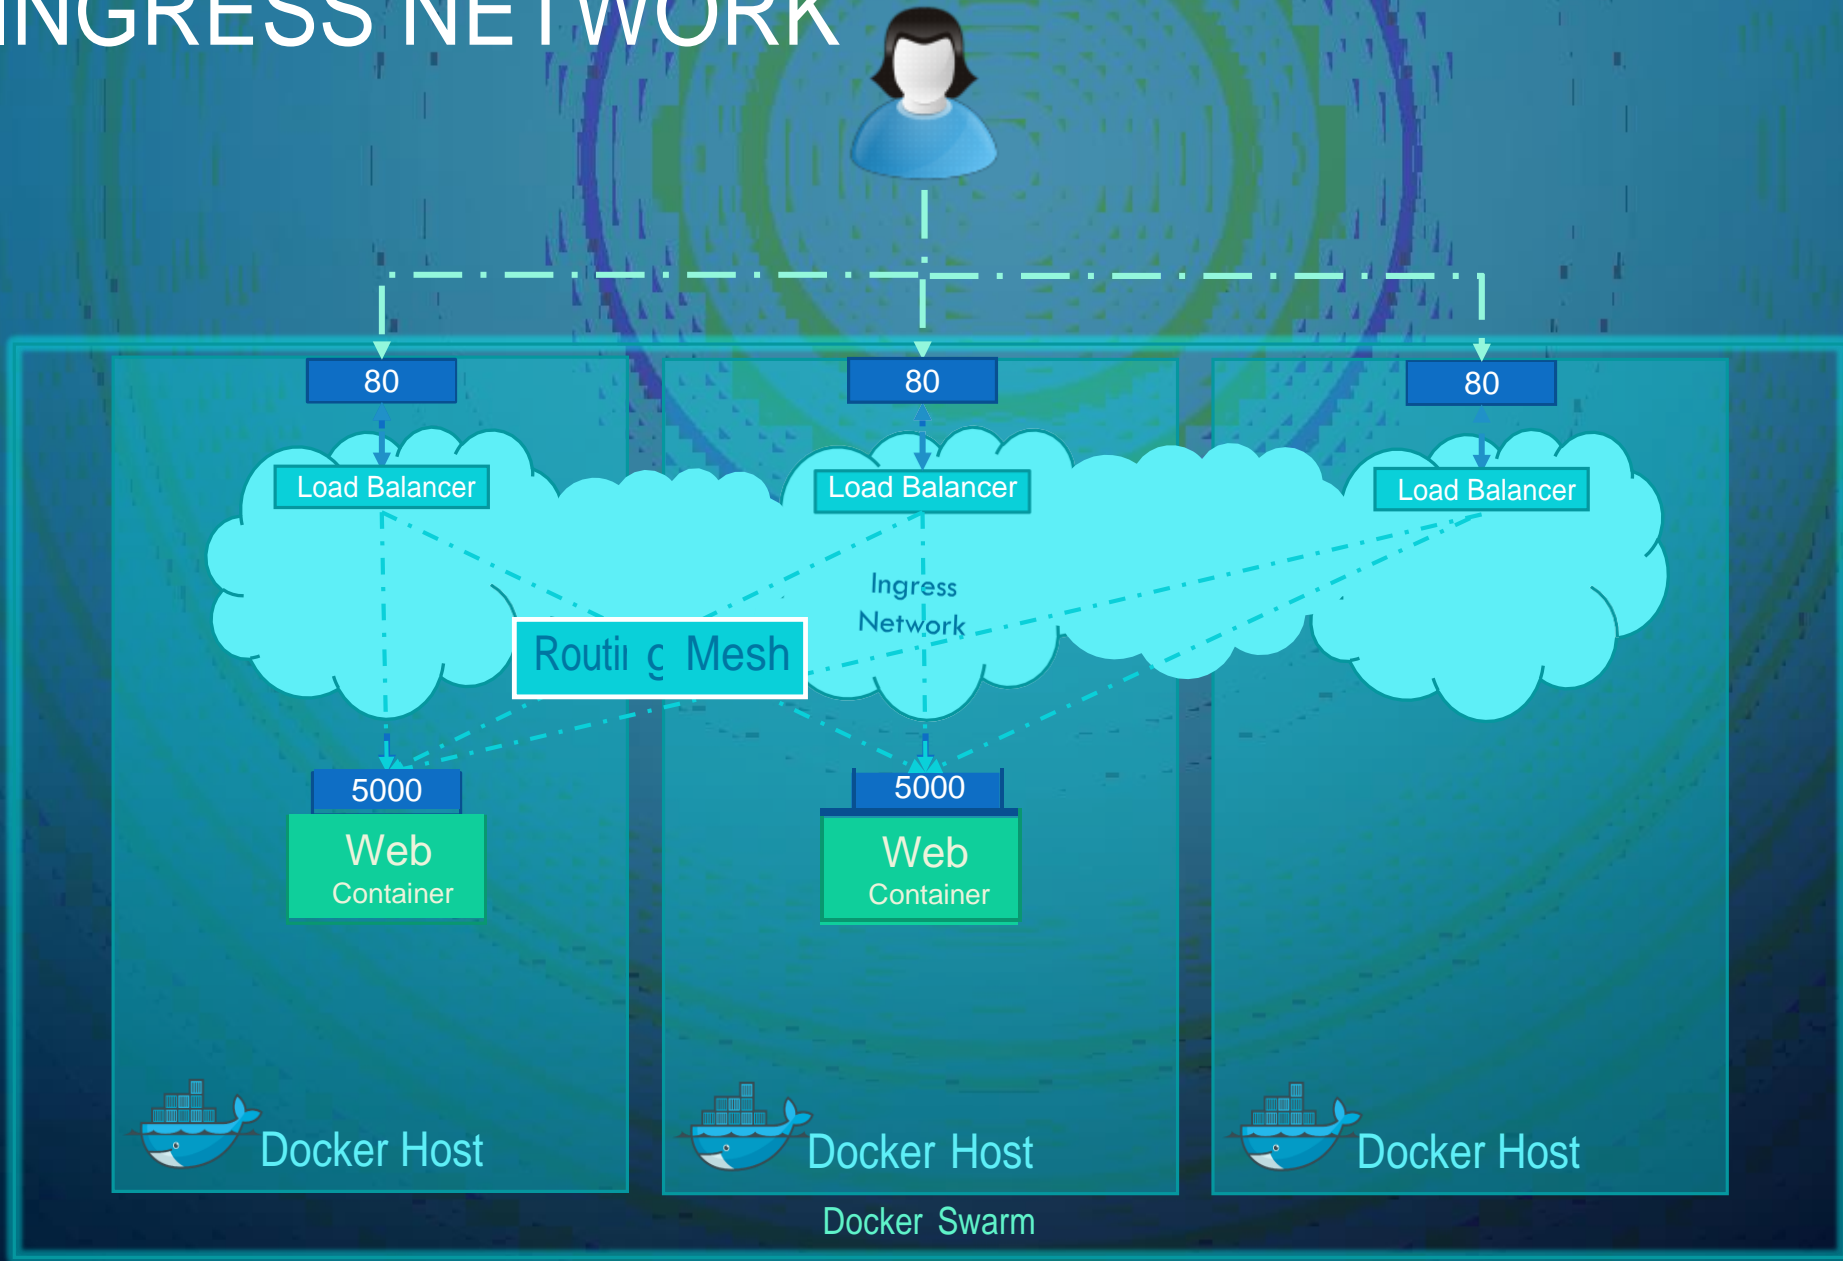 INGRESS NETWORK
80
80
80
Load Balancer
Load Balancer
Load Balancer
Ingress
Network
Routing Mesh
5000
5000
Web
Container
Web
Container
Docker Host
Docker Host
Docker Host
Docker Swarm